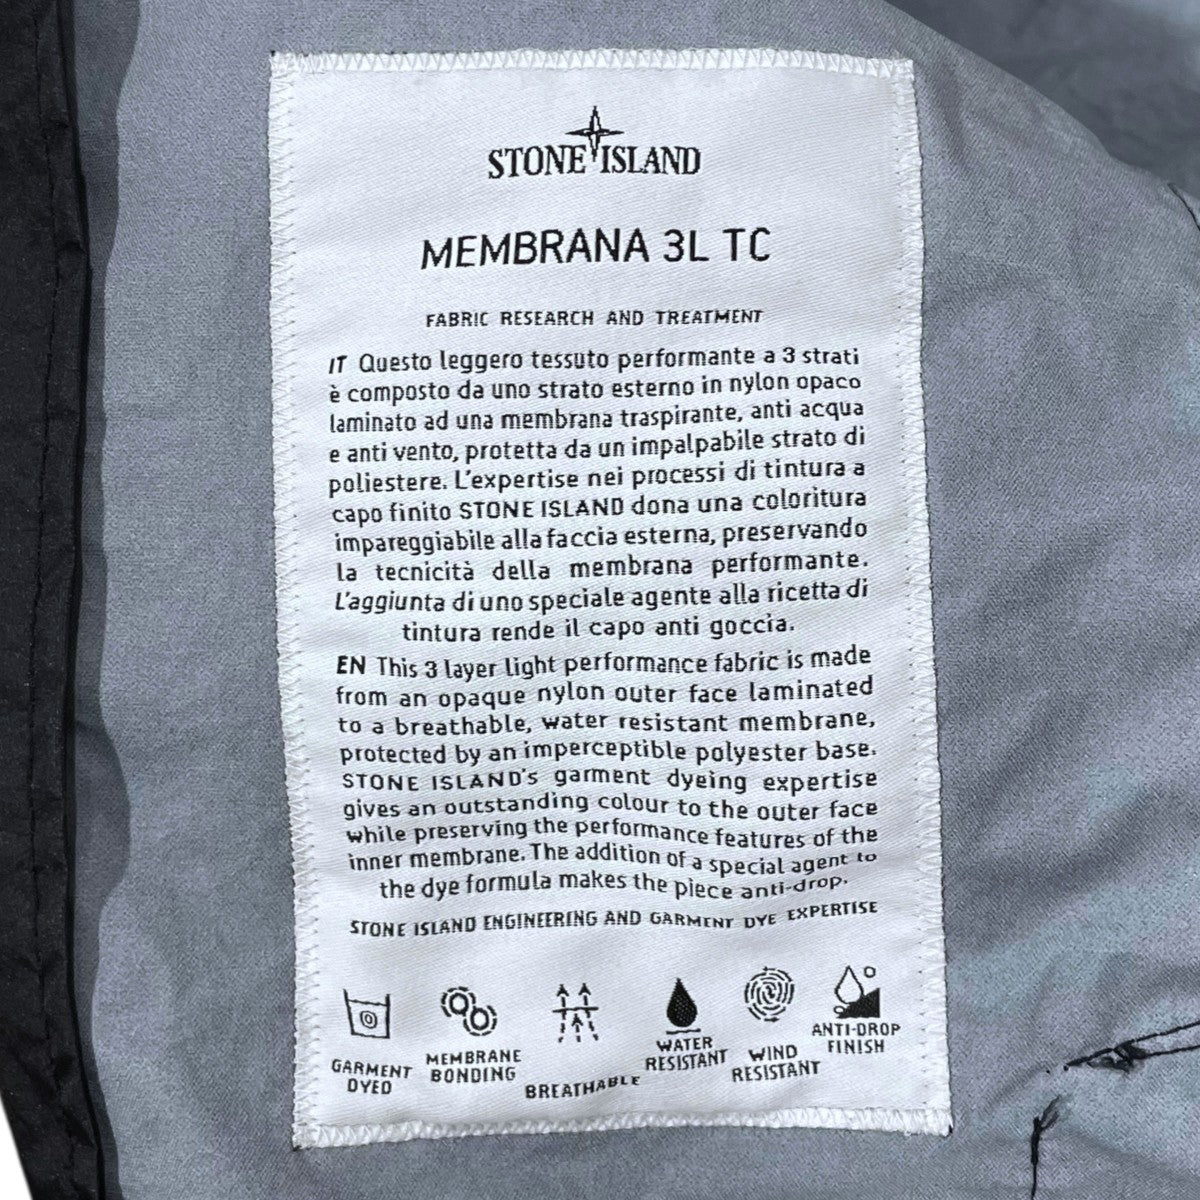 STONE ISLAND
MEMBRANA 3L TC
FABRIC RESEARCH AND TREATMENT
IT Questo leggero tessuto performante a 3 strati
è composto da uno strato esterno in nylon opaco
laminato ad una membrana traspirante, anti acqua
e anti vento, protetta da un impalpabile strato di
poliestere. L'expertise nei processi di tintura a
capo finito STONE ISLAND dona una coloritura
impareggiabile alla faccia esterna, preservando
la tecnicità della membrana performante.
L'aggiunta di uno speciale agente alla ricetta di
tintura rende il capo anti goccia.
EN This 3 layer light performance fabric is made
from an opaque nylon outer face laminated
to a breathable, water resistant membrane,
protected by an imperceptible polyester base.
STONE ISLAND's garment dyeing expertise
gives an outstanding colour to the outer face
while preserving the performance features of the
inner membrane. The addition of a special agent to
the dye formula makes the piece anti-drop.
STONE ISLAND ENGINEERING AND GARMENT DYE EXPERTISE
GARMENT
DYED
MEMBRANE
BONDING
BREATHABLE
WATER
RESISTANT
WIND
RESISTANT
ANTI-DROP
FINISH